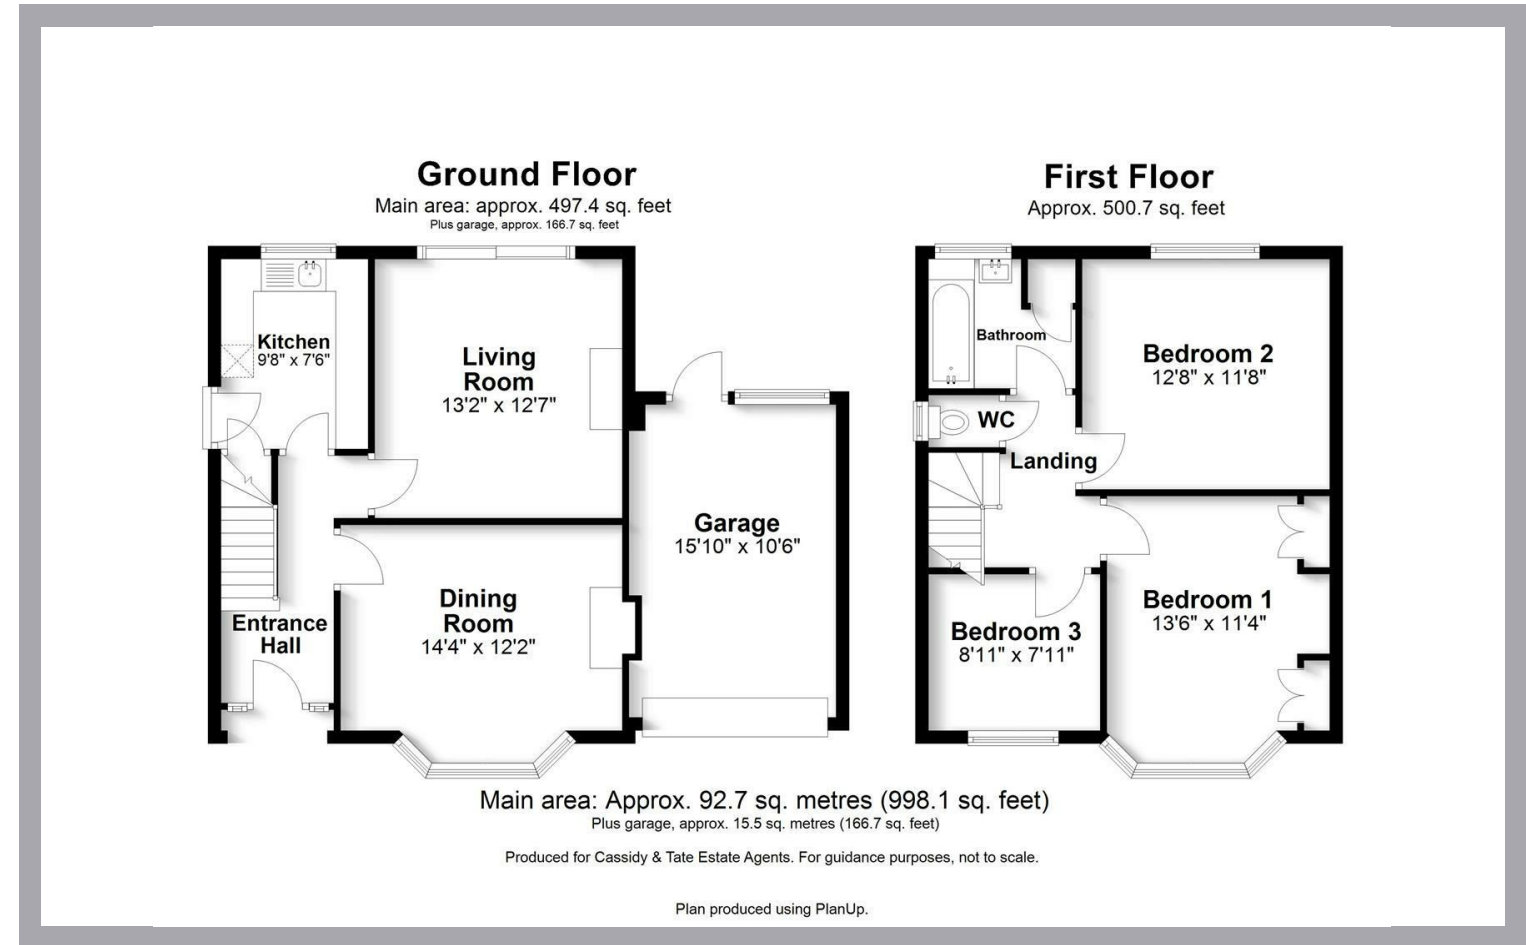 Ground Floor
Main area: approx. 497.4 sq. feet
Plus garage, approx. 166.7 sq. feet
Kitchen
9'8" x 7'6"
Living
Room
13'2" x 12'7"
Garage
15'10" x 10'6"
Dining
Room
14'4" x 12'2"
Entrance
Hall
First Floor
Approx. 500.7 sq. feet
Bathroom
Bedroom 2
12'8" x 11'8"
WC
Landing
Bedroom 1
13'6" x 11'4"
Bedroom 3
8'11" x 7'11"
Main area: Approx. 92.7 sq. metres (998.1 sq. feet)
Plus garage, approx. 15.5 sq. metres (166.7 sq. feet)
Produced for Cassidy & Tate Estate Agents. For guidance purposes, not to scale.
Plan produced using PlanUp.